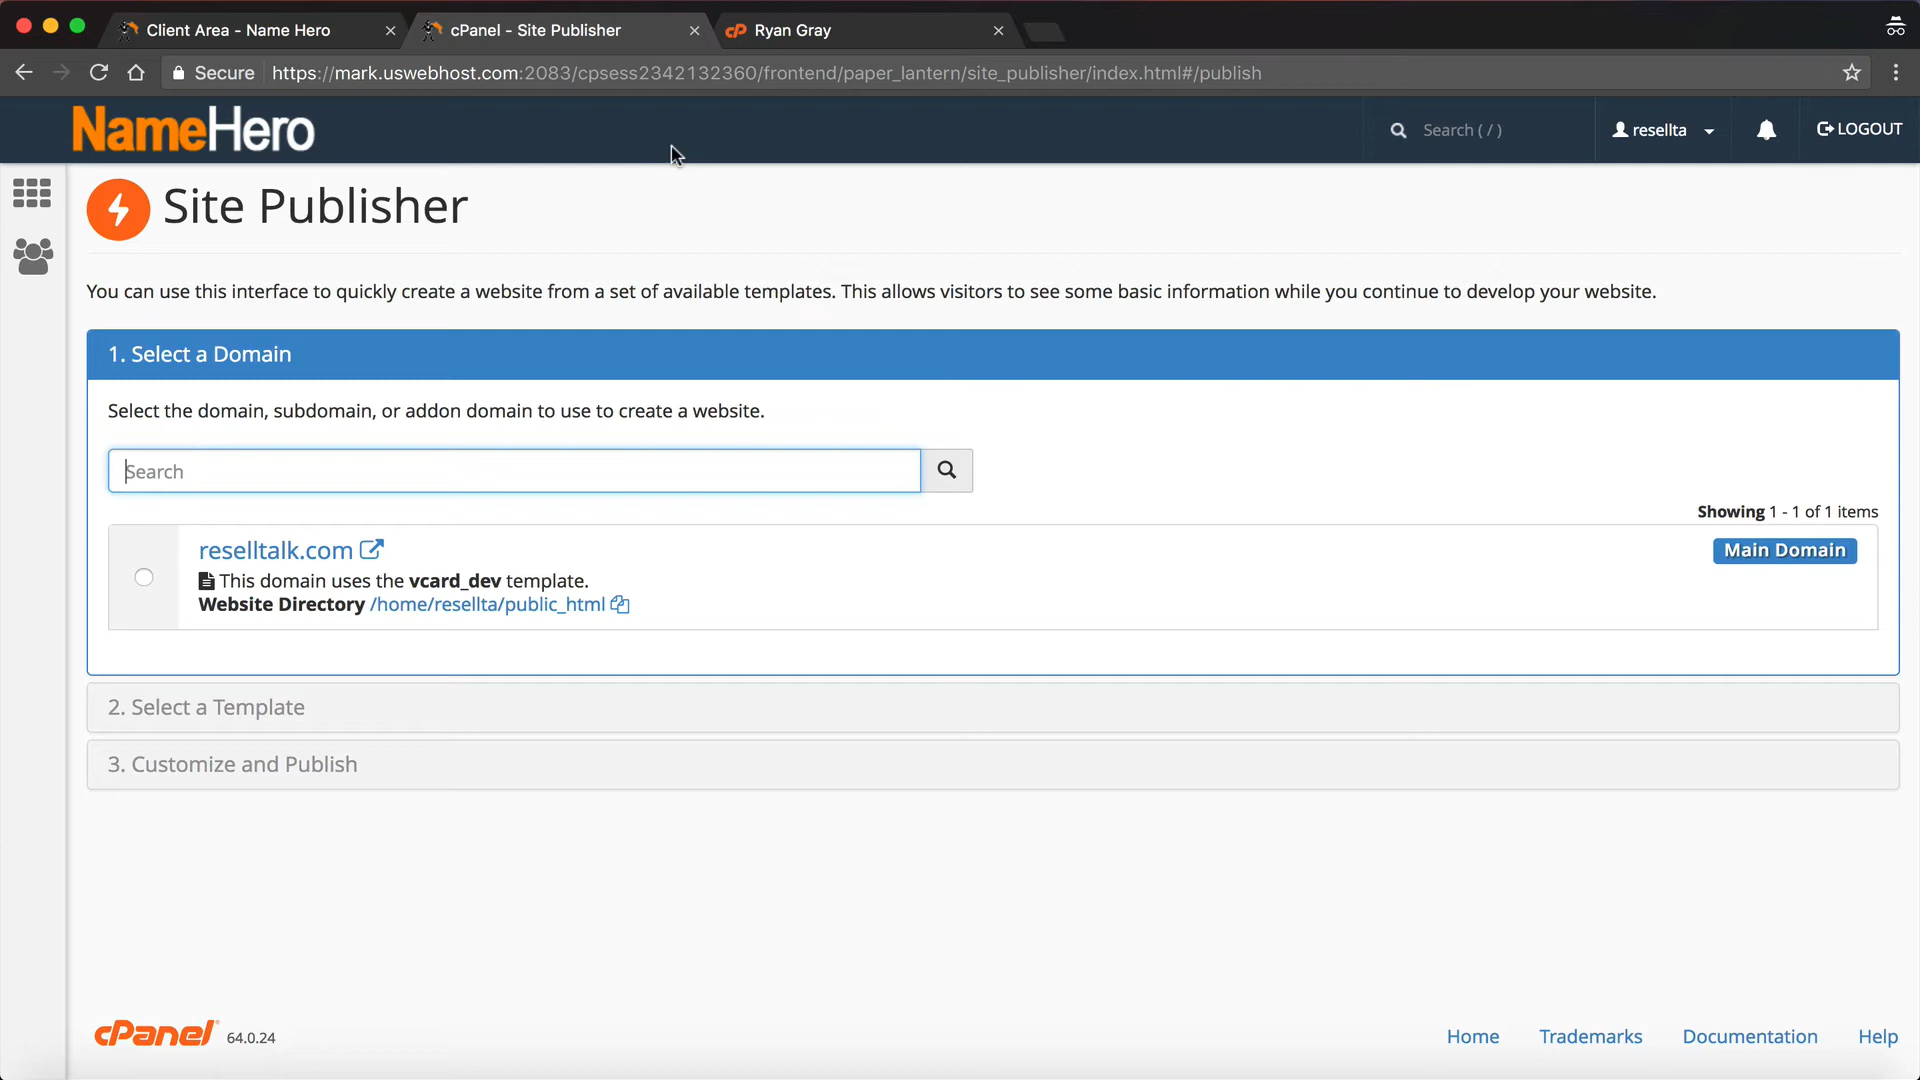 Client Area - Name Hero
cPanel - Site Publisher
Ryan Gray
Secure https://mark.uswebhost.com:2083/cpsess2342132360/frontend/paper_lantern/site_publisher/index.html#/publish
NameHero
Search ( / )
resellta
LOGOUT
Site Publisher
You can use this interface to quickly create a website from a set of available templates. This allows visitors to see some basic information while you continue to develop your website.
1. Select a Domain
Select the domain, subdomain, or addon domain to use to create a website.
Search
Showing 1 - 1 of 1 items
reselltalk.com
Main Domain
This domain uses the vcard_dev template.
Website Directory /home/resellta/public_html
2. Select a Template
3. Customize and Publish
cPanel 64.0.24
Home Trademarks Documentation Help